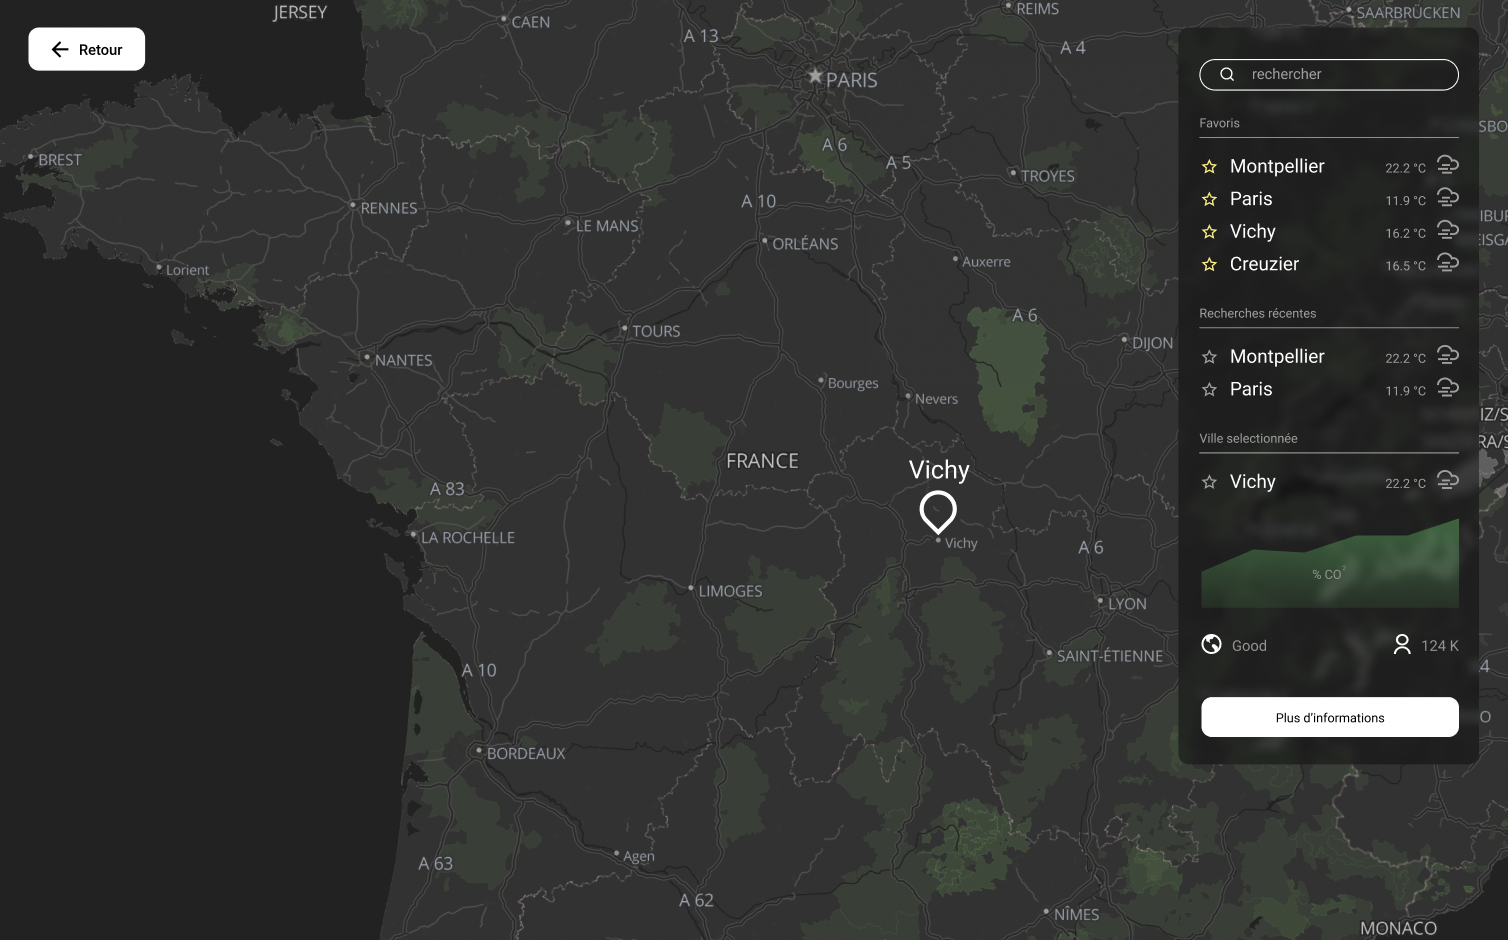 JERSEY
CAEN
REIMS
SAARBRÜCKEN
A 13
A 4
Retour
PARIS
rechercher
Favoris
BREST
A 6
A 5
TROYES
Montpellier 22.2 °C
A 10
Paris 11.9 °C
RENNES
LE MANS
ORLÉANS
Vichy 16.2 °C
Auxerre
Creuzier 16.5 °C
Lorient
A 6
Recherches récentes
TOURS
DIJON
NANTES
Montpellier 22.2 °C
Bourges
Nevers
Paris 11.9 °C
Ville selectionnée
FRANCE
Vichy
Vichy 22.2 °C
A 83
LA ROCHELLE
Vichy
A 6
% CO²
LIMOGES
LYON
SAINT-ÉTIENNE
Good 124 K
A 10
Plus d'informations
BORDEAUX
A 63
Agen
A 62
NÎMES
MONACO